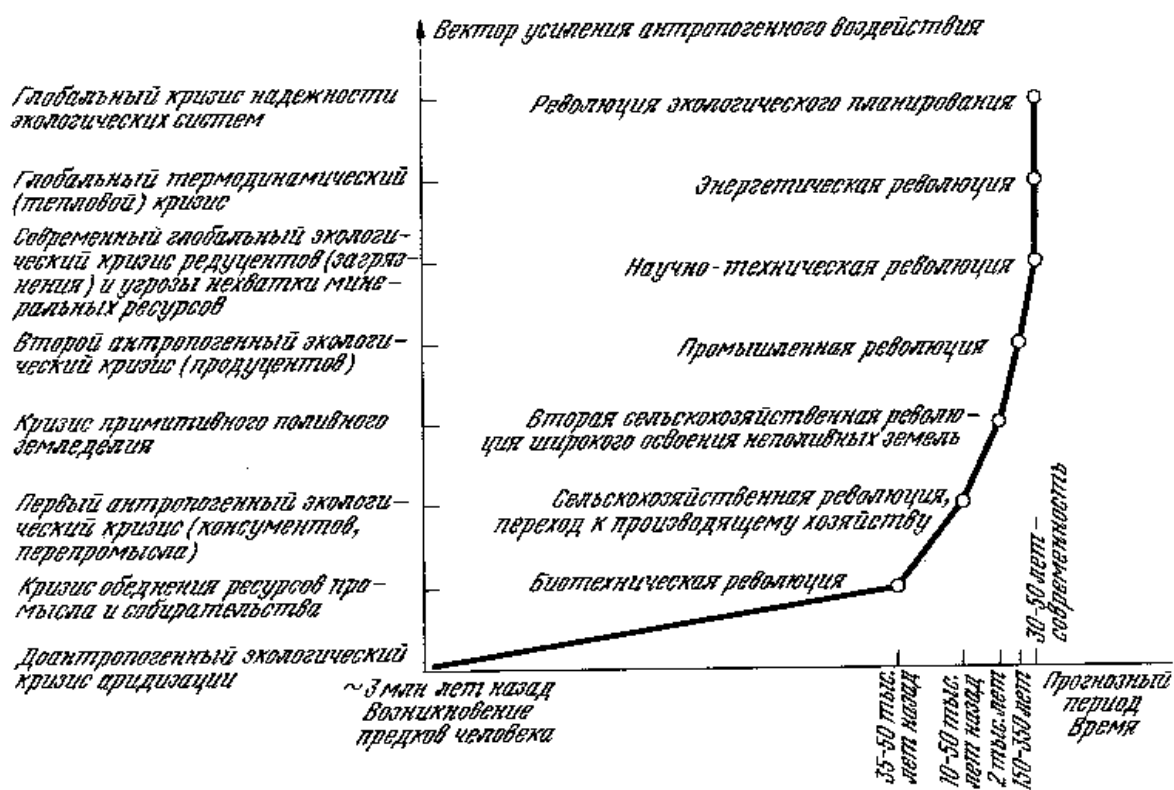 Вектор усиления антропогенного воздействия
Глобальный кризис надежности
экологических систем
Революция экологического планирования
Глобальный термодинамический
(тепловой) кризис
Энергетическая революция
Современный глобальный экологи-
ческий кризис редуцентов (загряз-
нения) и угрозы нехватки мине-
ральных ресурсов
Научно-техническая революция
Второй антропогенный экологи-
ческий кризис (продуцентов)
Промышленная революция
Кризис примитивного поливного
земледелия
Вторая сельскохозяйственная револю-
ция широкого освоения неполивных земель
Первый антропогенный экологи-
ческий кризис (консументов,
перепромысла)
Сельскохозяйственная революция,
переход к производящему хозяйству
Кризис обеднения ресурсов про-
мысла и собирательства
Биотехническая революция
Доантропогенный экологический
кризис аридизации
~3 млн лет назад
Возникновение
предков человека
35-50 тыс.
лет назад
10-50 тыс.
лет назад
2 тыс. лет
150-350 лет
30-50 лет-
современность
Прогнозный
период
Время